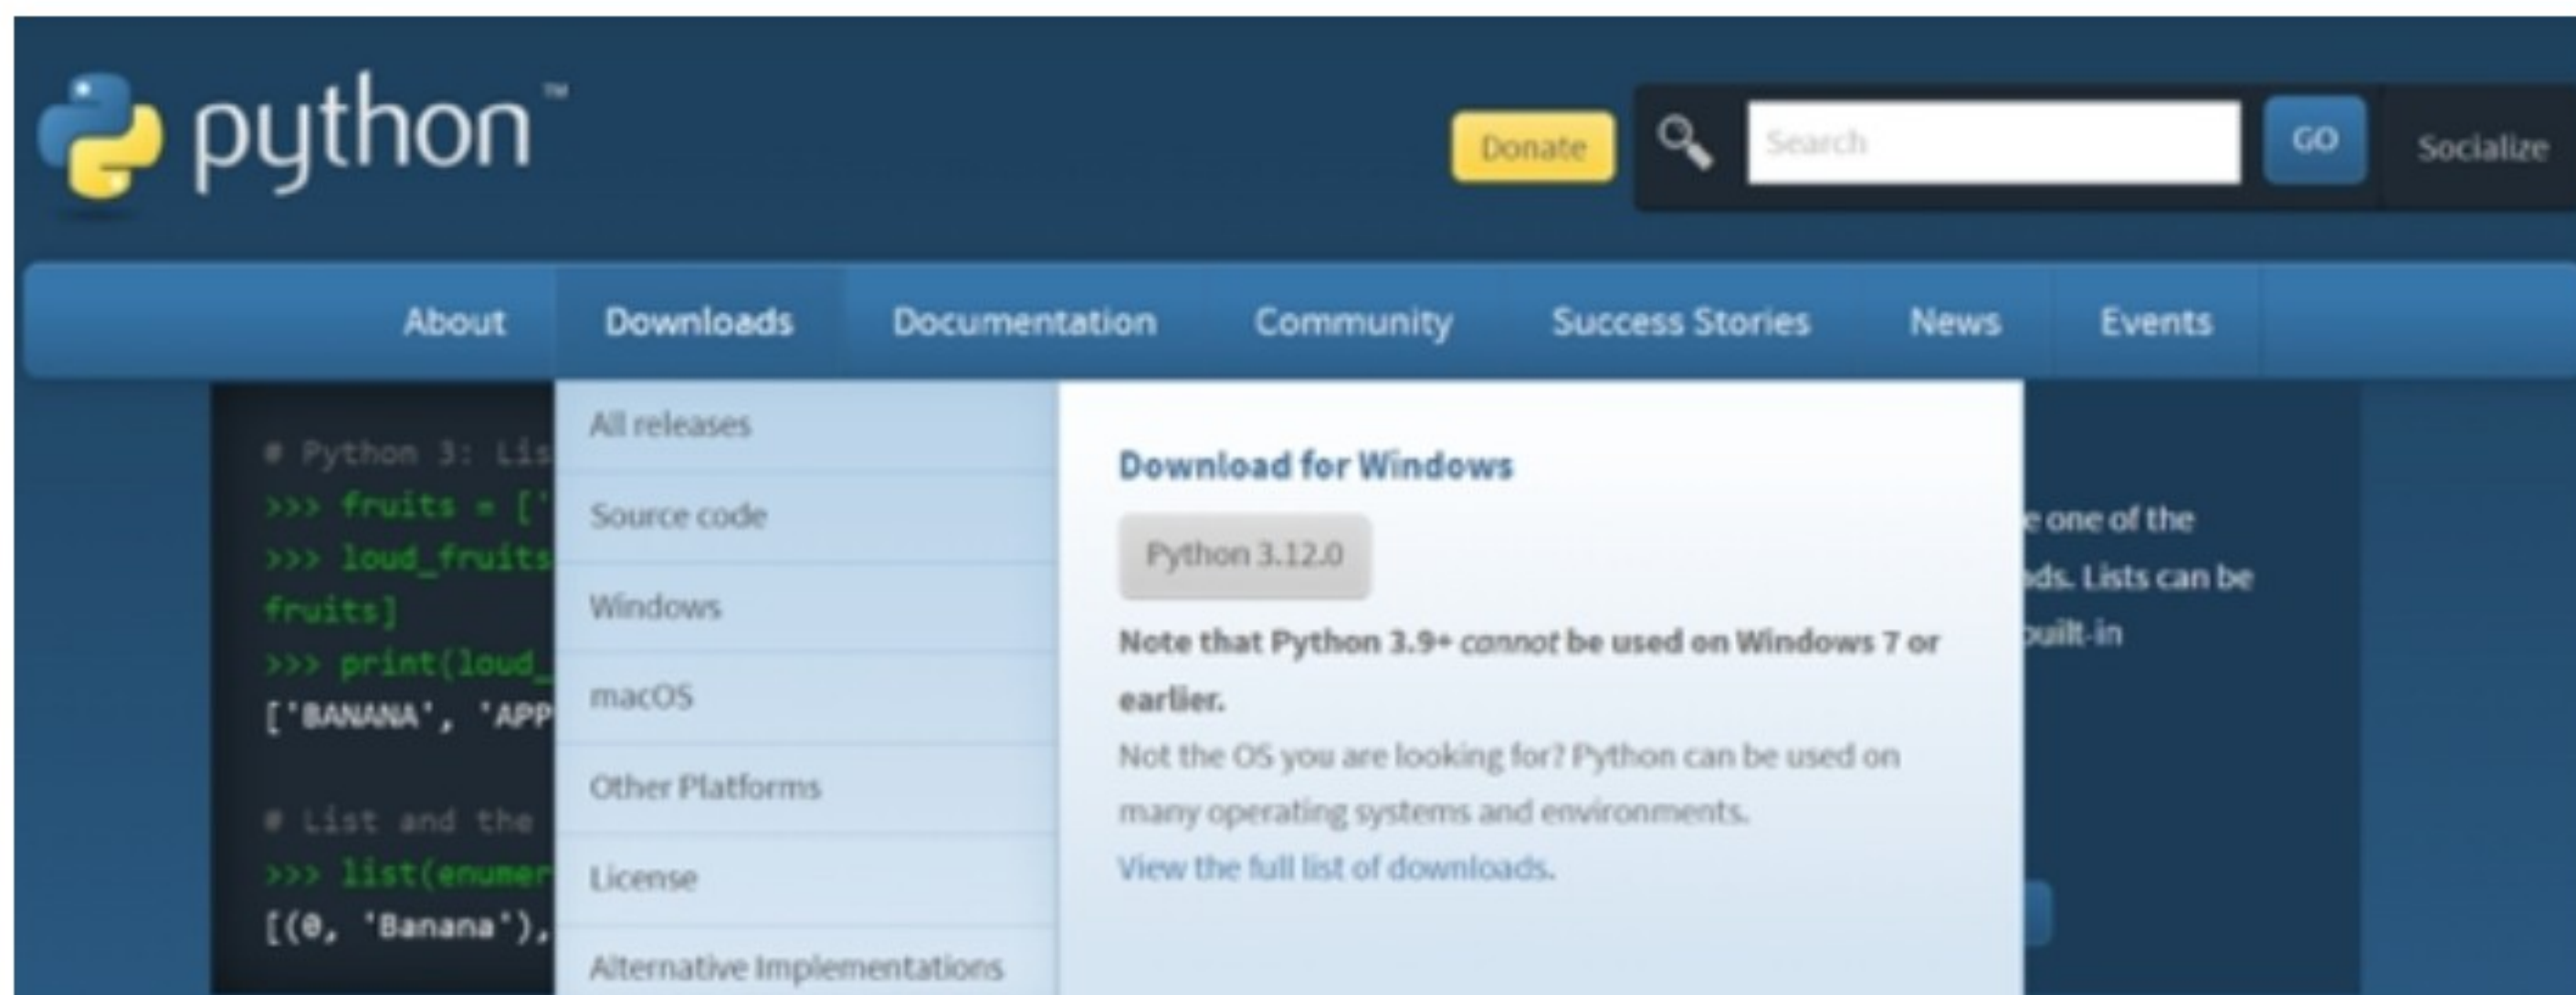 python™
Donate
Search
GO
Socialize
About Downloads Documentation Community Success Stories News Events
# Python 3: Lis
>>> fruits = ['
>>> loud_fruits
fruits]
>>> print(loud_
['BANANA', 'APP
# List and the
>>> list(enumer
[(0, 'Banana'),
All releases
Source code
Windows
macOS
Other Platforms
License
Alternative Implementations
Download for Windows
Python 3.12.0
Note that Python 3.9+ cannot be used on Windows 7 or
earlier.
Not the OS you are looking for? Python can be used on
many operating systems and environments.
View the full list of downloads.
e one of the
ds. Lists can be
built-in